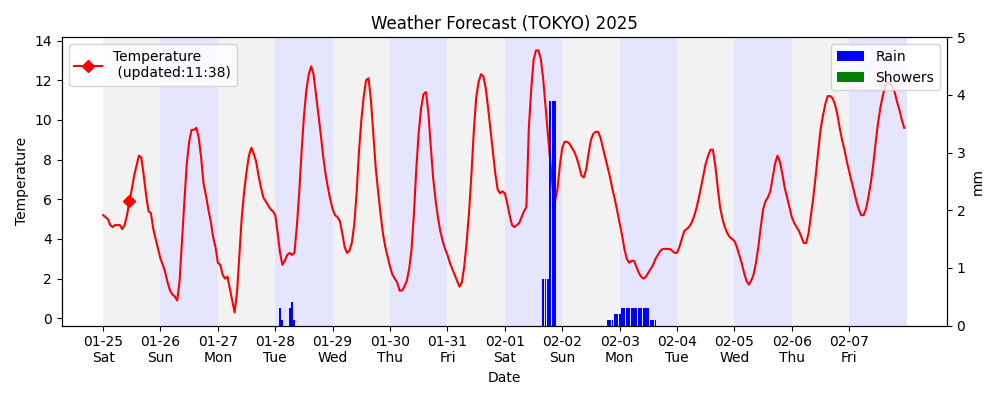 Weather Forecast (TOKYO) 2025
Temperature
(updated:11:38)
Rain
Showers
Temperature
14
12
10
8
6
4
2
0
5
4
3
2
1
0
mm
01-25 01-26 01-27 01-28 01-29 01-30 01-31 02-01 02-02 02-03 02-04 02-05 02-06 02-07
Sat Sun Mon Tue Wed Thu Fri Sat Sun Mon Tue Wed Thu Fri
Date